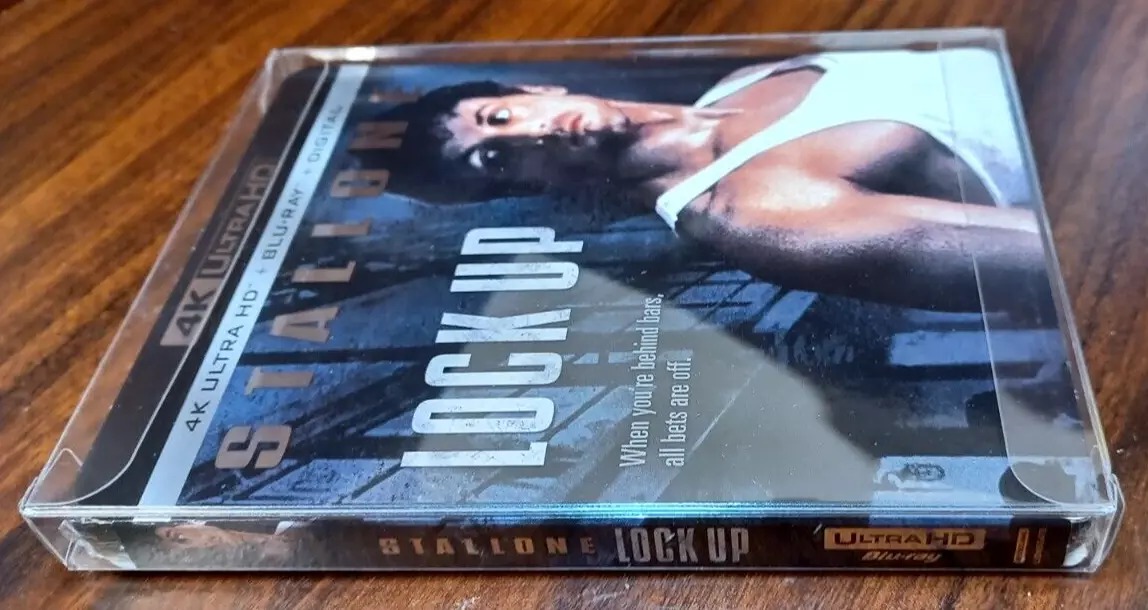 4K ULTRA HD
4K ULTRA HD + BLU-RAY + DIGITAL
STALLONE
LOCK UP
When you're behind bars,
all bets are off.
STALLONE LOCK UP
ULTRA HD
Blu-ray